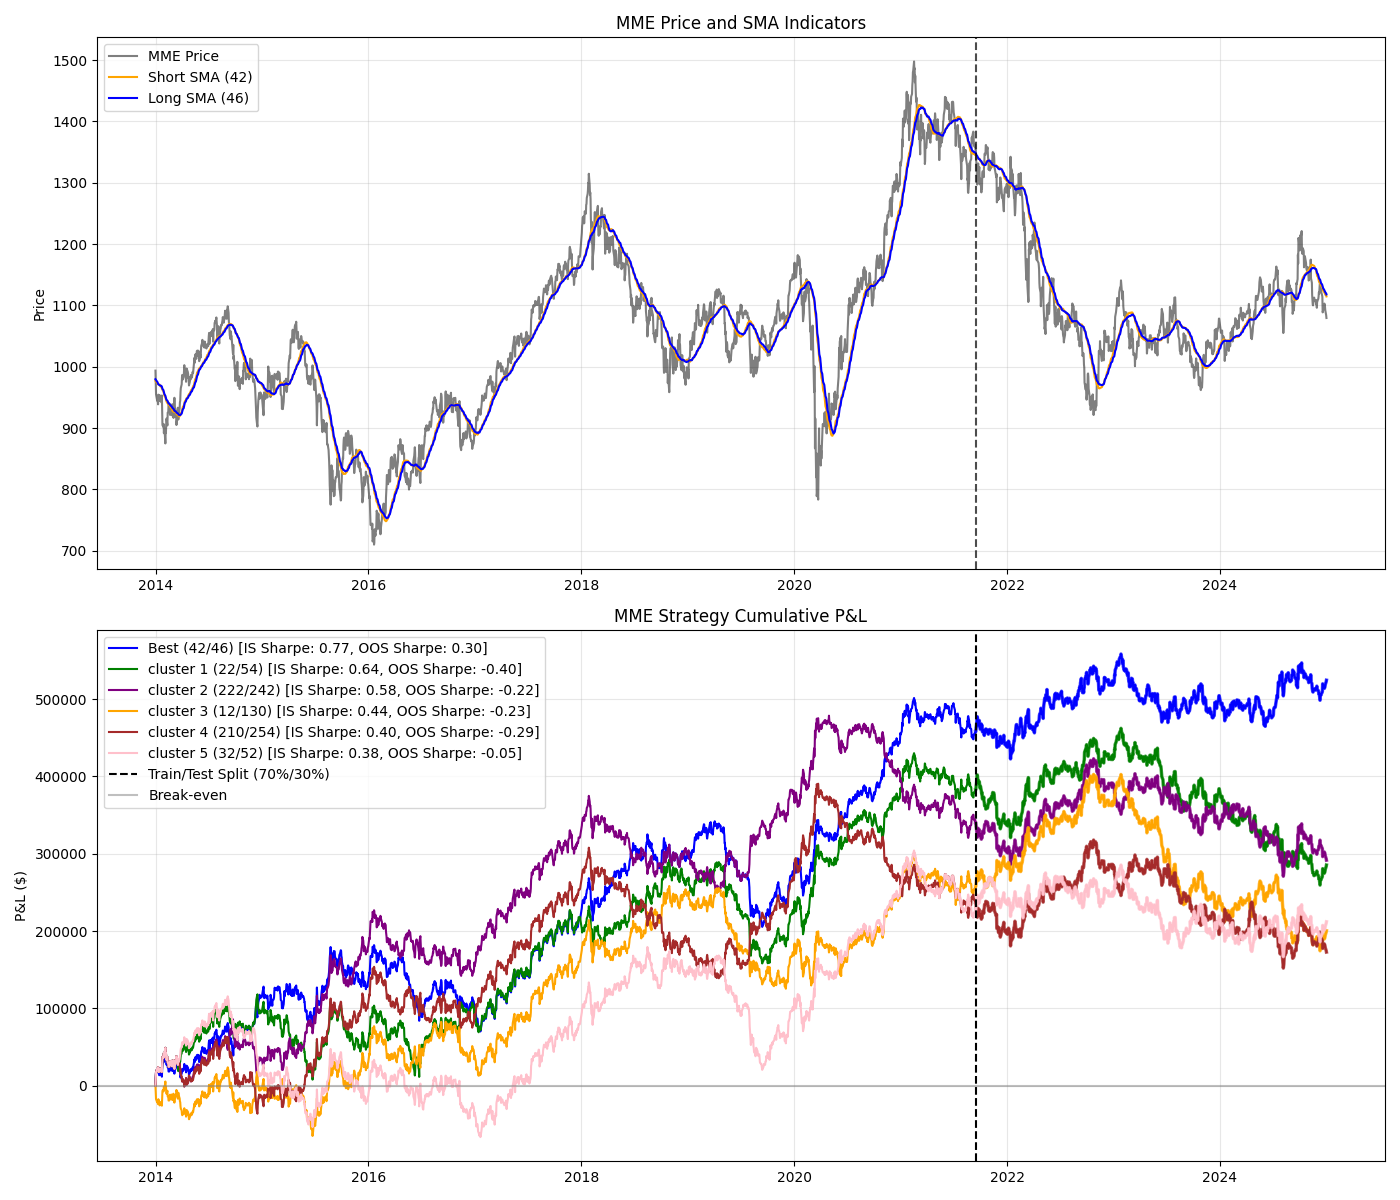 MME Price and SMA Indicators
MME Price
Short SMA (42)
Long SMA (46)
Price
1500
1400
1300
1200
1100
1000
900
800
700
2014 2016 2018 2020 2022 2024
MME Strategy Cumulative P&L
Best (42/46) [IS Sharpe: 0.77, OOS Sharpe: 0.30]
cluster 1 (22/54) [IS Sharpe: 0.64, OOS Sharpe: -0.40]
cluster 2 (222/242) [IS Sharpe: 0.58, OOS Sharpe: -0.22]
cluster 3 (12/130) [IS Sharpe: 0.44, OOS Sharpe: -0.23]
cluster 4 (210/254) [IS Sharpe: 0.40, OOS Sharpe: -0.29]
cluster 5 (32/52) [IS Sharpe: 0.38, OOS Sharpe: -0.05]
Train/Test Split (70%/30%)
Break-even
P&L ($)
500000
400000
300000
200000
100000
0
2014 2016 2018 2020 2022 2024